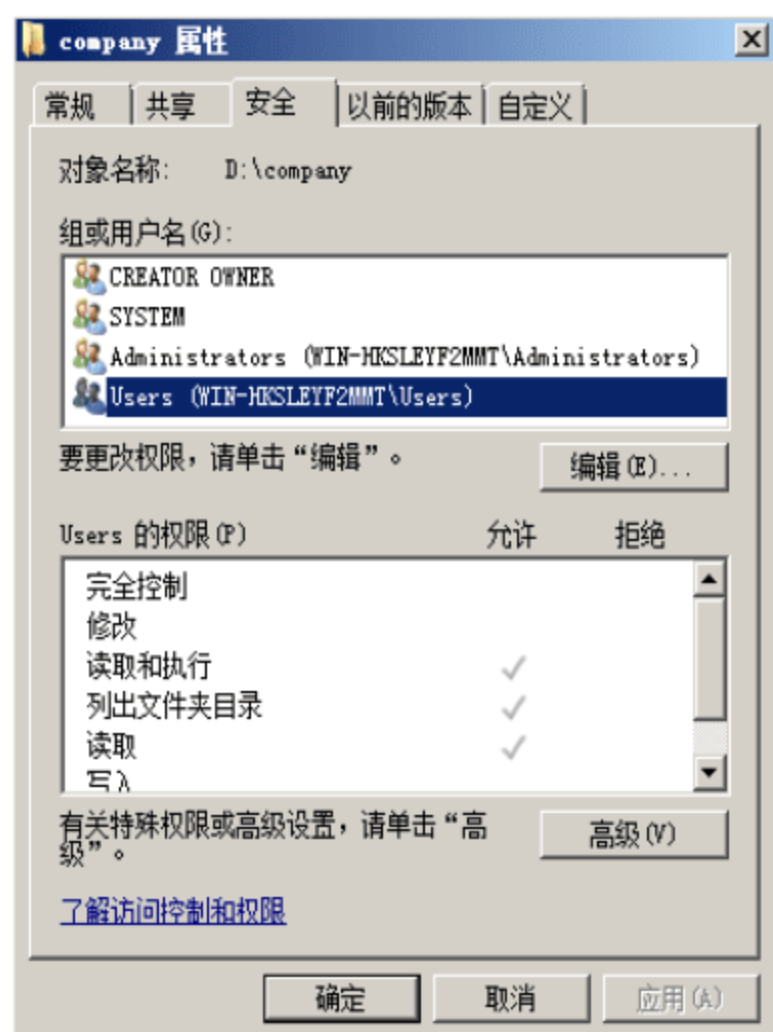 company 属性
常规 共享 安全 以前的版本 自定义
对象名称: D:\company
组或用户名(G):
CREATOR OWNER
SYSTEM
Administrators (WIN-HKSLEYF2MMT\Administrators)
Users (WIN-HKSLEYF2MMT\Users)
要更改权限，请单击“编辑”。 编辑(E)...
Users 的权限(P) 允许 拒绝
完全控制
修改
读取和执行
列出文件夹目录
读取
写入
有关特殊权限或高级设置，请单击“高
级”。 高级(V)
了解访问控制和权限
确定 取消 应用(A)